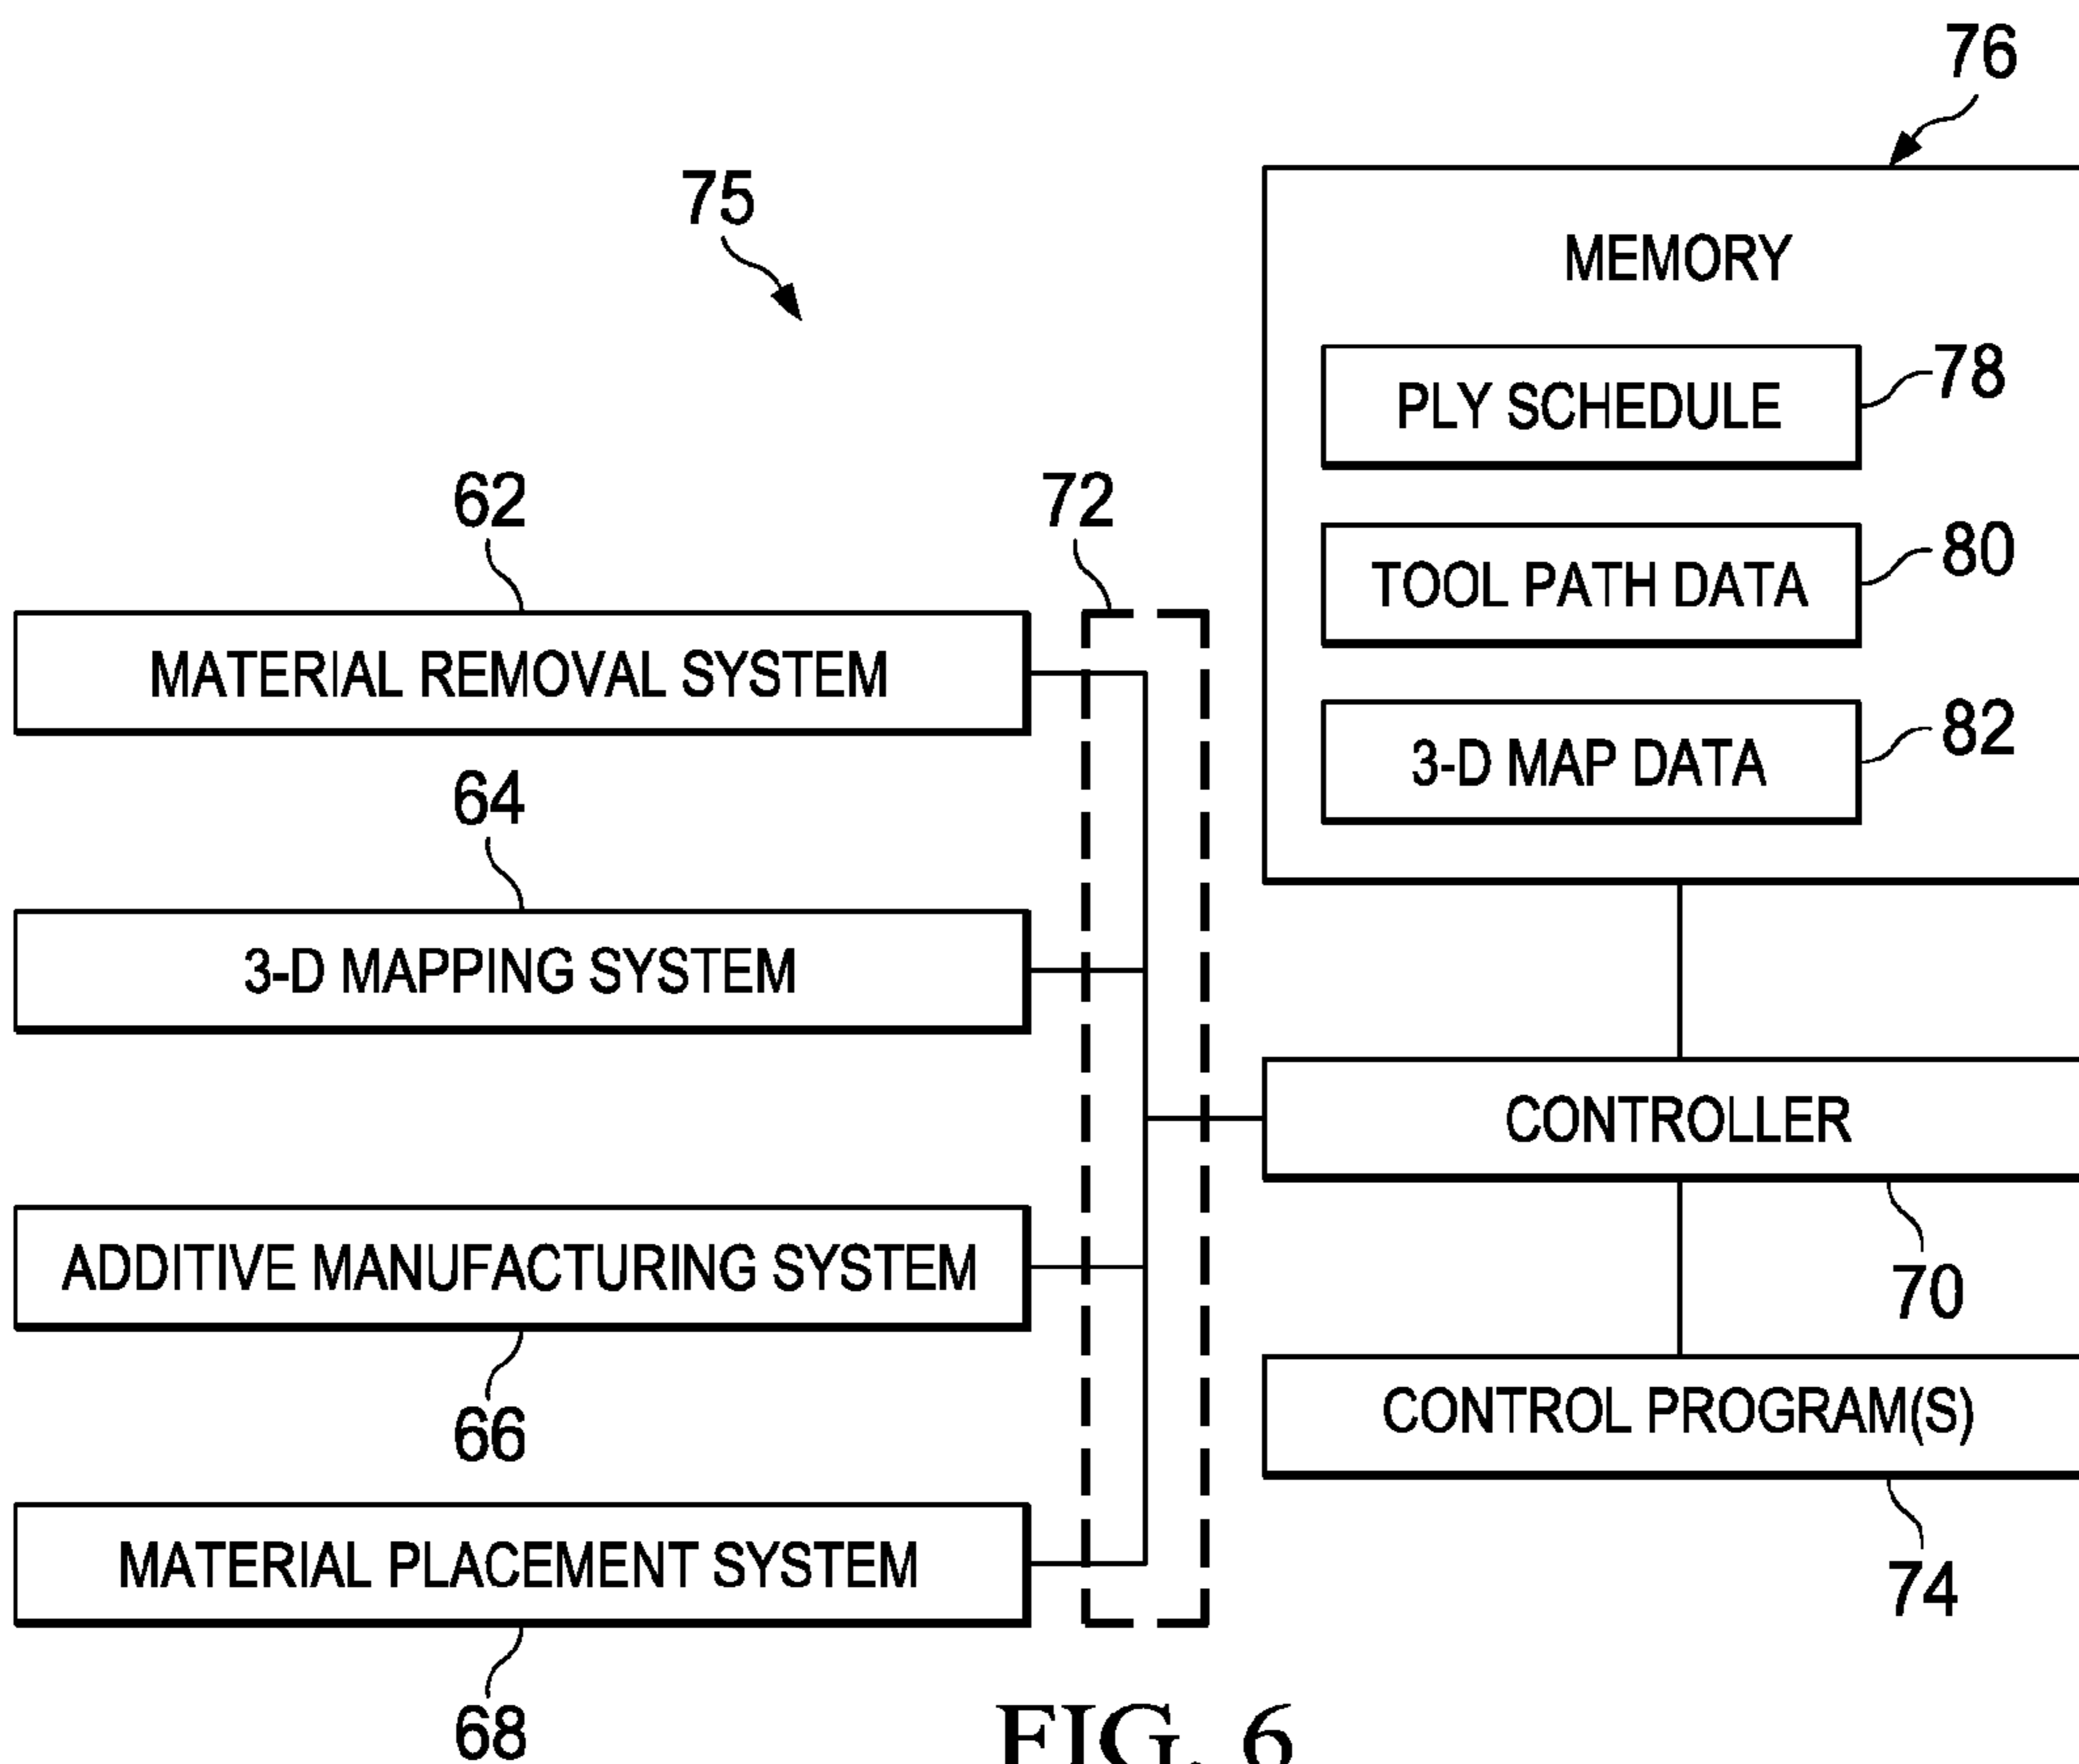 76
75
MEMORY
PLY SCHEDULE
78
TOOL PATH DATA
80
3-D MAP DATA
82
62
72
MATERIAL REMOVAL SYSTEM
64
3-D MAPPING SYSTEM
CONTROLLER
70
ADDITIVE MANUFACTURING SYSTEM
66
CONTROL PROGRAM(S)
74
MATERIAL PLACEMENT SYSTEM
68
FIG. 6